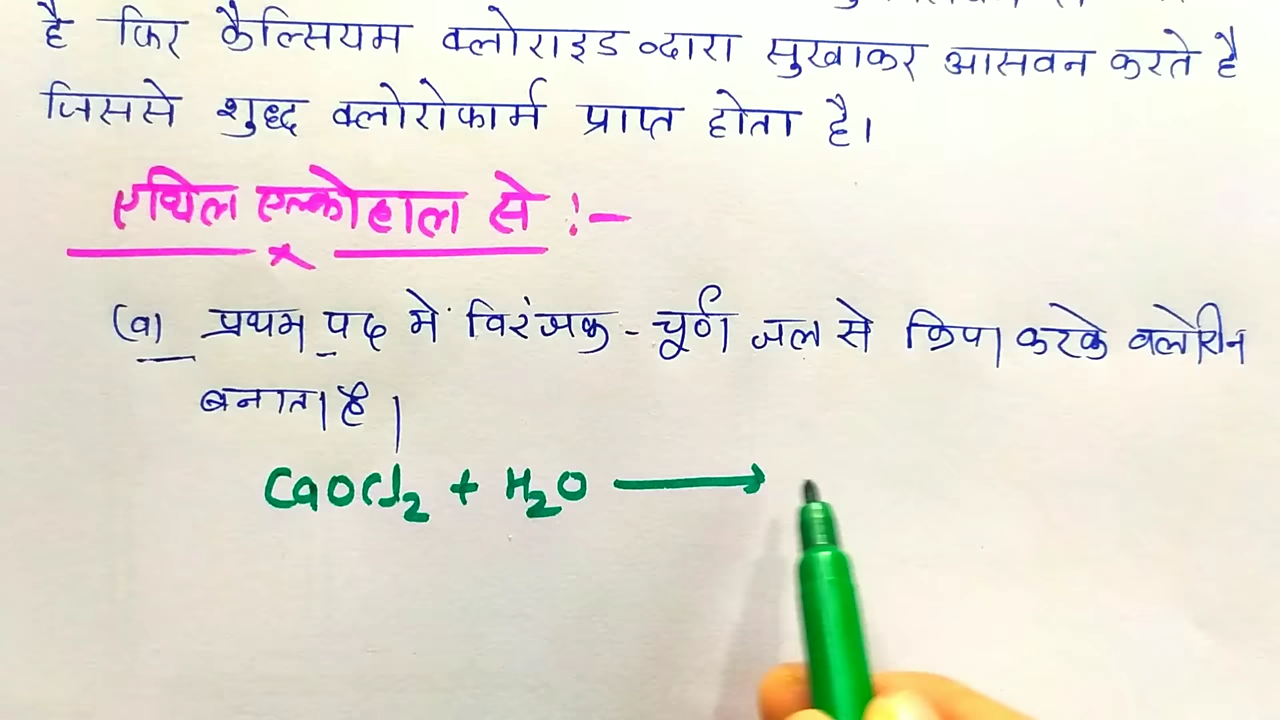 है फिर कैल्सियम क्लोराइड व्दारा सुखाकर आसवन करते है
जिससे शुद्ध क्लोरोफार्म प्राप्त होता है।
एथिल एल्कोहाल से :-
(a) प्रथम पद में विरंजक - चूर्ण जल से क्रिया करके क्लोरीन
बनाता है।
CaOCl₂ + H₂O ⟶